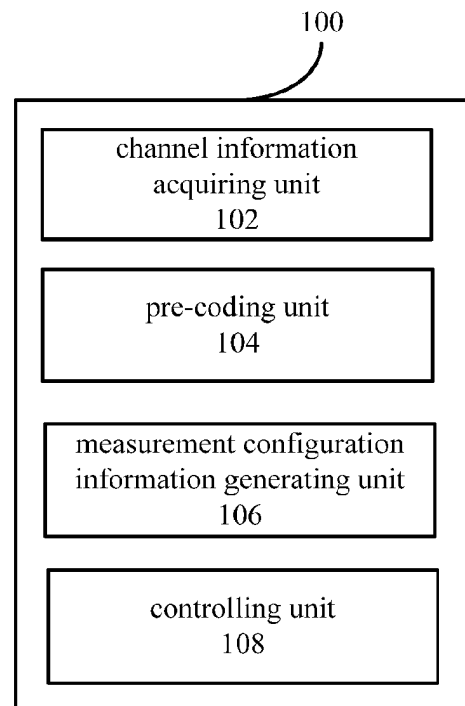 100
channel information
acquiring unit
102
pre-coding unit
104
measurement configuration
information generating unit
106
controlling unit
108